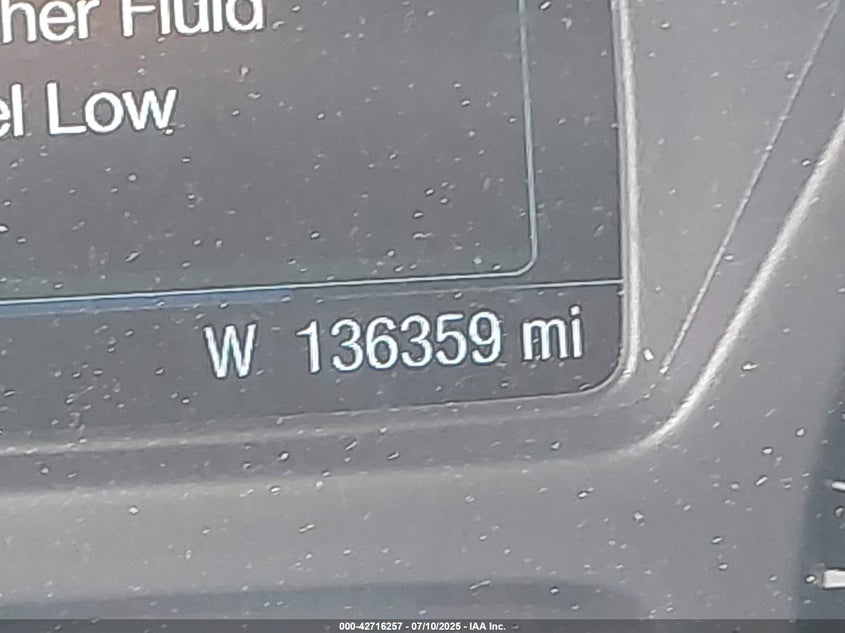 her Fluid
el Low
W 136359 mi
000-42716257 - 07/10/2025 - IAA Inc.